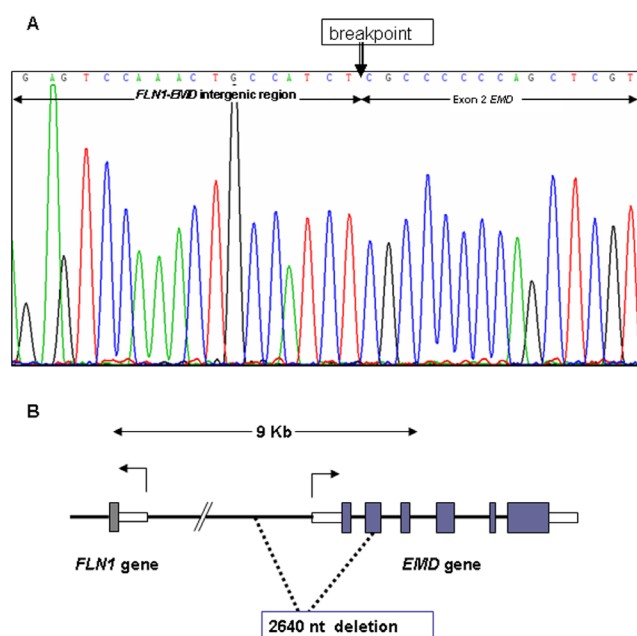 A
breakpoint
G A G T C C A A A C T G C C A T C T C G C C C C C C A G C T C G T
FLN1-EMD intergenic region Exon 2 EMD
B
9 Kb
FLN1 gene EMD gene
2640 nt deletion